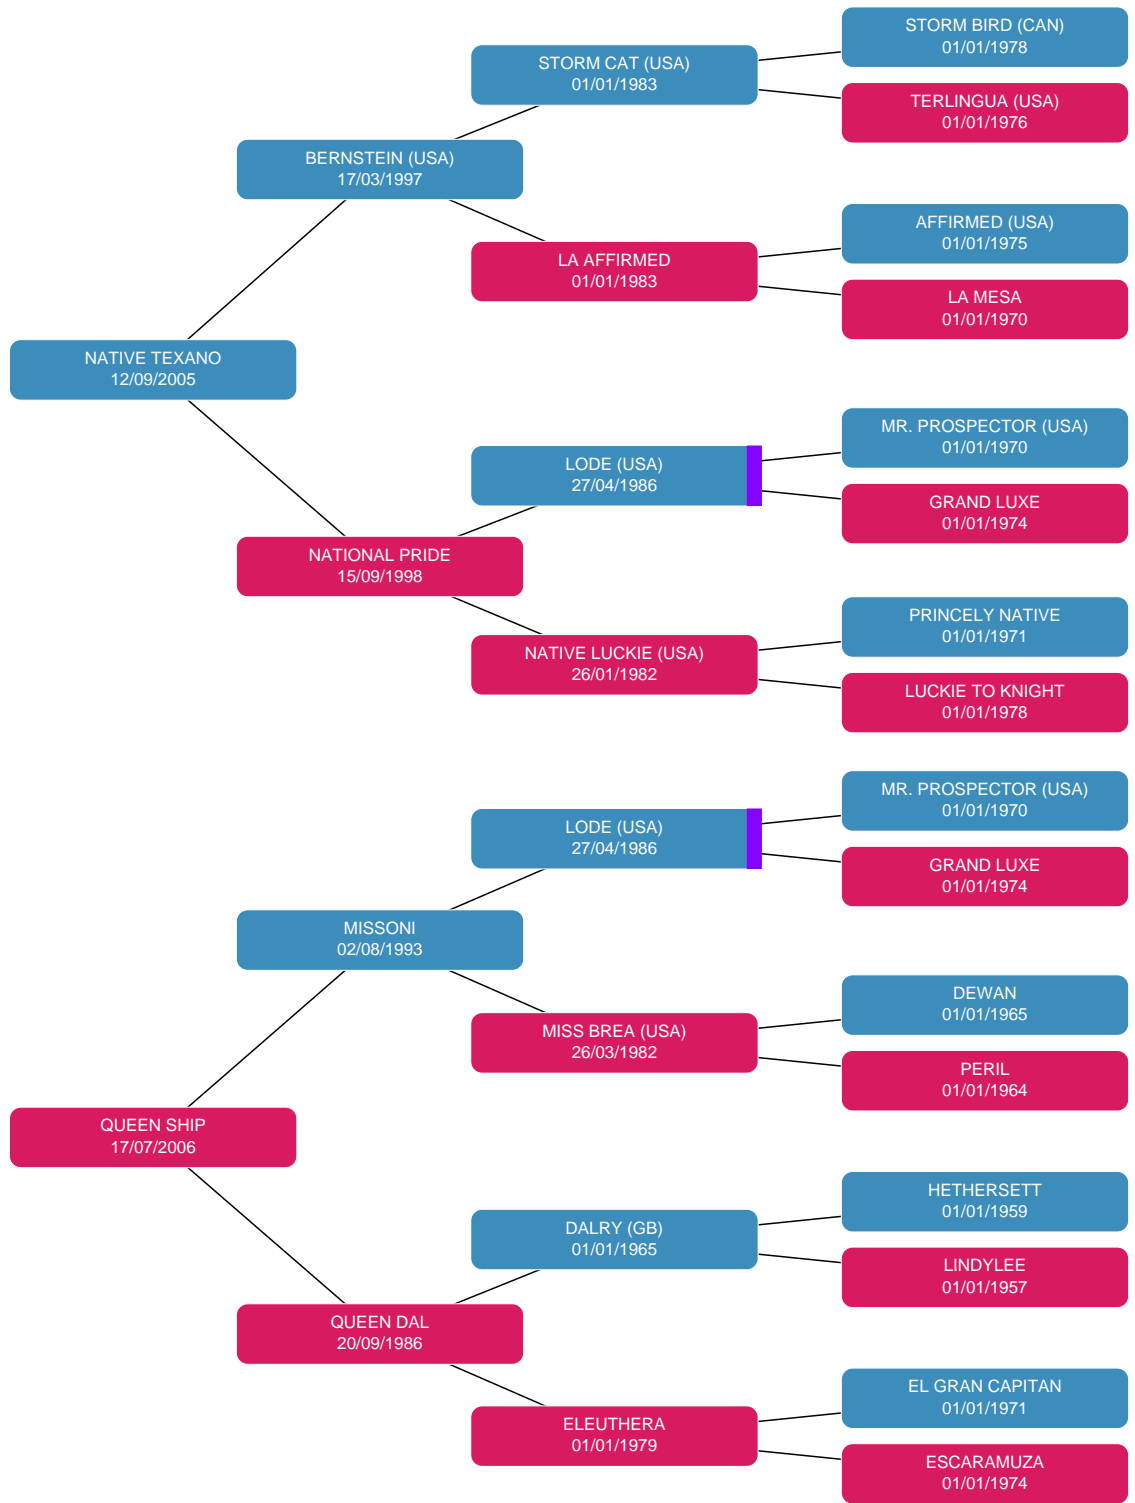 STORM BIRD (CAN)
01/01/1978
STORM CAT (USA)
01/01/1983
TERLINGUA (USA)
01/01/1976
BERNSTEIN (USA)
17/03/1997
AFFIRMED (USA)
01/01/1975
LA AFFIRMED
01/01/1983
LA MESA
01/01/1970
NATIVE TEXANO
12/09/2005
MR. PROSPECTOR (USA)
01/01/1970
LODE (USA)
27/04/1986
GRAND LUXE
01/01/1974
NATIONAL PRIDE
15/09/1998
PRINCELY NATIVE
01/01/1971
NATIVE LUCKIE (USA)
26/01/1982
LUCKIE TO KNIGHT
01/01/1978
MR. PROSPECTOR (USA)
01/01/1970
LODE (USA)
27/04/1986
GRAND LUXE
01/01/1974
MISSONI
02/08/1993
DEWAN
01/01/1965
MISS BREA (USA)
26/03/1982
PERIL
01/01/1964
QUEEN SHIP
17/07/2006
HETHERSETT
01/01/1959
DALRY (GB)
01/01/1965
LINDYLEE
01/01/1957
QUEEN DAL
20/09/1986
EL GRAN CAPITAN
01/01/1971
ELEUTHERA
01/01/1979
ESCARAMUZA
01/01/1974